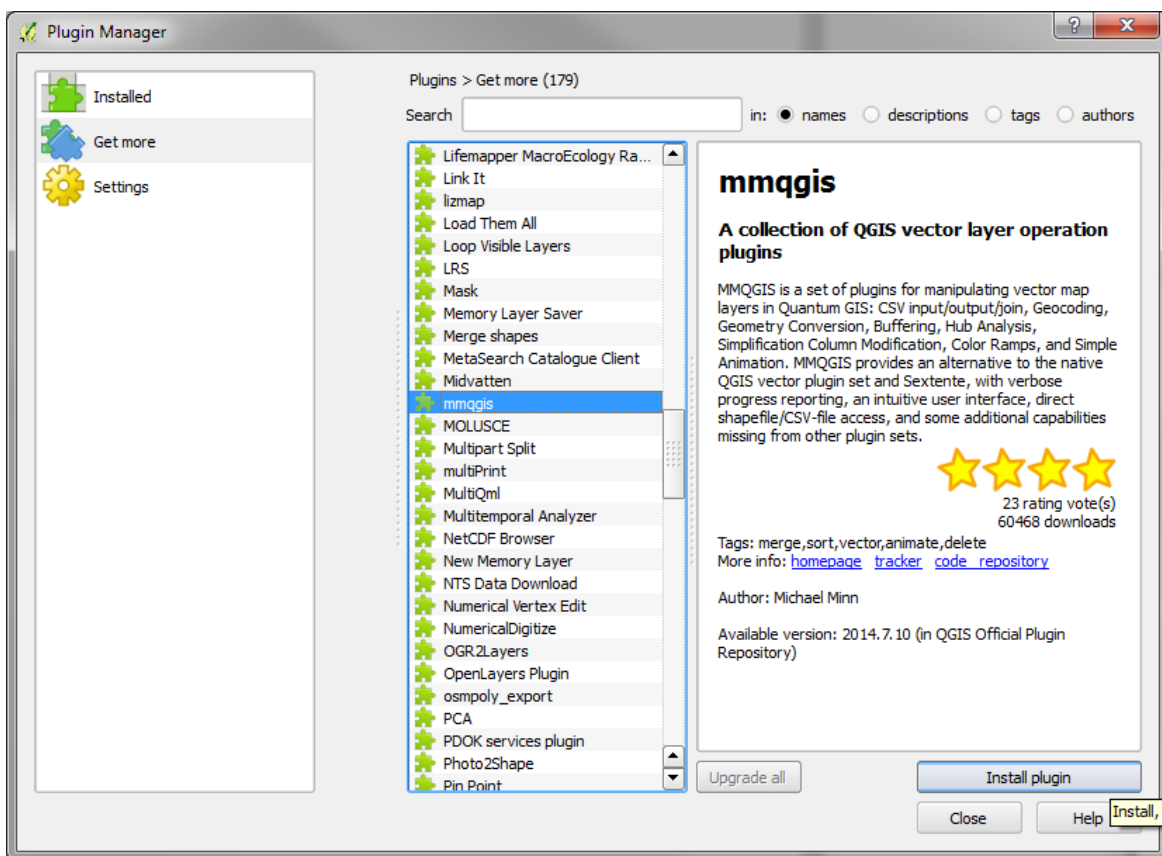 Plugin Manager
?
X
Installed
Get more
Settings
Plugins > Get more (179)
Search in: names descriptions tags authors
Lifemapper MacroEcology Ra...
Link It
lizmap
Load Them All
Loop Visible Layers
LRS
Mask
Memory Layer Saver
Merge shapes
MetaSearch Catalogue Client
Midvatten
mmqgis
MOLUSCE
Multipart Split
multiPrint
MultiQml
Multitemporal Analyzer
NetCDF Browser
New Memory Layer
NTS Data Download
Numerical Vertex Edit
NumericalDigitize
OGR2Layers
OpenLayers Plugin
osmpoly_export
PCA
PDOK services plugin
Photo2Shape
Pin Point
mmqgis
A collection of QGIS vector layer operation
plugins
MMQGIS is a set of plugins for manipulating vector map
layers in Quantum GIS: CSV input/output/join, Geocoding,
Geometry Conversion, Buffering, Hub Analysis,
Simplification Column Modification, Color Ramps, and Simple
Animation. MMQGIS provides an alternative to the native
QGIS vector plugin set and Sextente, with verbose
progress reporting, an intuitive user interface, direct
shapefile/CSV-file access, and some additional capabilities
missing from other plugin sets.
23 rating vote(s)
60468 downloads
Tags: merge,sort,vector,animate,delete
More info: homepage tracker code_repository
Author: Michael Minn
Available version: 2014.7.10 (in QGIS Official Plugin
Repository)
Upgrade all
Install plugin
Close
Help
Install,